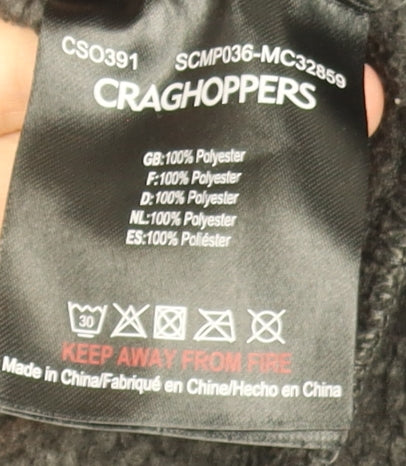 CSO391 SCMP036-MC32859
CRAGHOPPERS
GB:100% Polyester
F:100% Polyester
D:100% Polyester
NL:100% Polyester
ES:100% Poliéster
30
KEEP AWAY FROM FIRE
Made in China/Fabriqué en Chine/Hecho en China